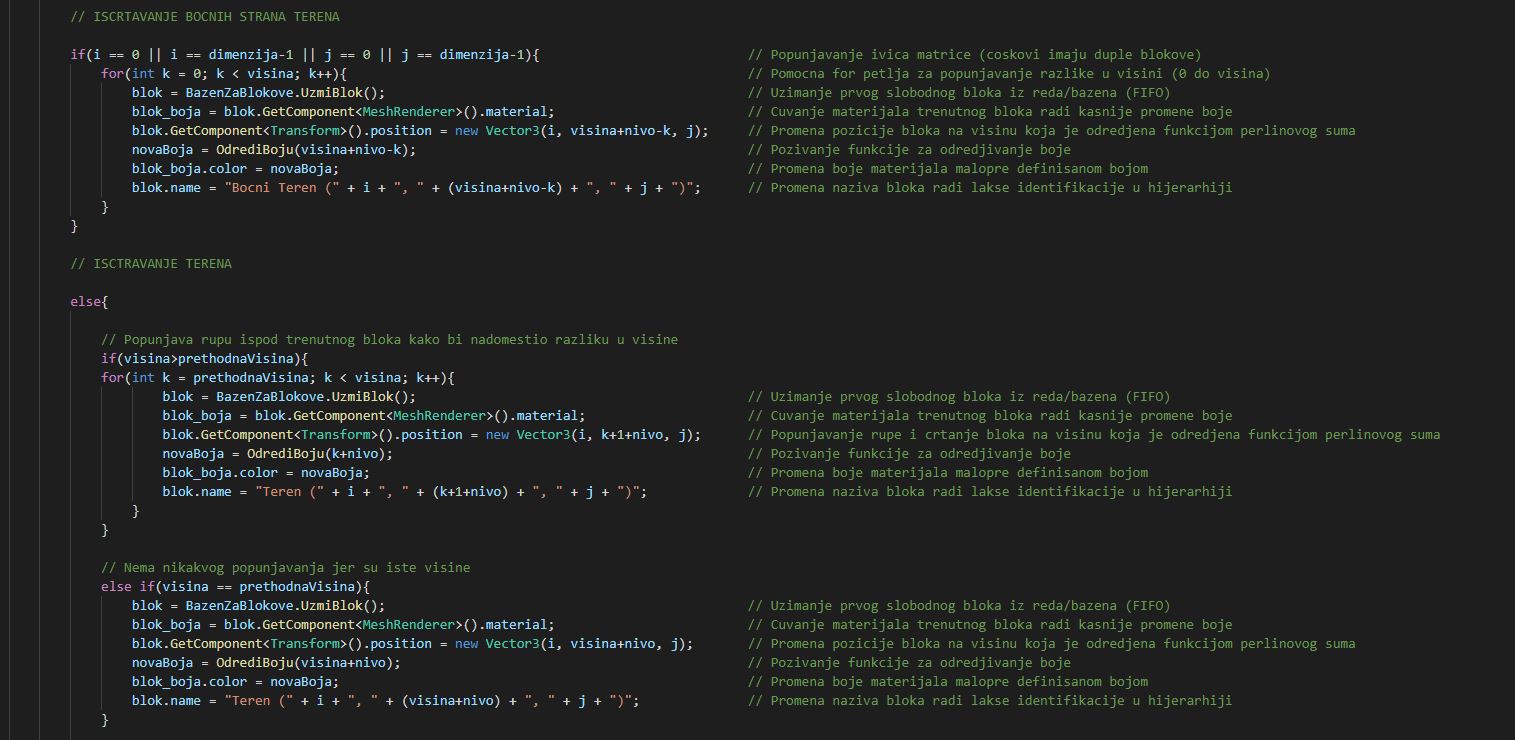 // ISCRTAVANJE BOCNIH STRANA TERENA
if(i == 0 || i == dimenzija-1 || j == 0 || j == dimenzija-1){ // Popunjavanje ivica matrice (coskovi imaju duple blokove)
for(int k = 0; k < visina; k++){ // Pomocna for petlja za popunjavanje razlike u visini (0 do visina)
blok = BazenZaBlokove.UzmiBlok(); // Uzimanje prvog slobodnog bloka iz reda/bazena (FIFO)
blok_boja = blok.GetComponent<MeshRenderer>().material; // Cuvanje materijala trenutnog bloka radi kasnije promene boje
blok.GetComponent<Transform>().position = new Vector3(i, visina+nivo-k, j); // Promena pozicije bloka na visinu koja je odredjena funkcijom perlinovog suma
novaBoja = OdrediBoju(visina+nivo-k); // Pozivanje funkcije za odredjivanje boje
blok_boja.color = novaBoja; // Promena boje materijala malopre definisanom bojom
blok.name = "Bocni Teren (" + i + ", " + (visina+nivo-k) + ", " + j + ")"; // Promena naziva bloka radi lakse identifikacije u hijerarhiji
}
}
// ISCTRAVANJE TERENA
else{
// Popunjava rupu ispod trenutnog bloka kako bi nadomestio razliku u visine
if(visina>prethodnaVisina){
for(int k = prethodnaVisina; k < visina; k++){
blok = BazenZaBlokove.UzmiBlok(); // Uzimanje prvog slobodnog bloka iz reda/bazena (FIFO)
blok_boja = blok.GetComponent<MeshRenderer>().material; // Cuvanje materijala trenutnog bloka radi kasnije promene boje
blok.GetComponent<Transform>().position = new Vector3(i, k+1+nivo, j); // Popunjavanje rupe i crtanje bloka na visinu koja je odredjena funkcijom perlinovog suma
novaBoja = OdrediBoju(k+nivo); // Pozivanje funkcije za odredjivanje boje
blok_boja.color = novaBoja; // Promena boje materijala malopre definisanom bojom
blok.name = "Teren (" + i + ", " + (k+1+nivo) + ", " + j + ")"; // Promena naziva bloka radi lakse identifikacije u hijerarhiji
}
}
// Nema nikakvog popunjavanja jer su iste visine
else if(visina == prethodnaVisina){
blok = BazenZaBlokove.UzmiBlok(); // Uzimanje prvog slobodnog bloka iz reda/bazena (FIFO)
blok_boja = blok.GetComponent<MeshRenderer>().material; // Cuvanje materijala trenutnog bloka radi kasnije promene boje
blok.GetComponent<Transform>().position = new Vector3(i, visina+nivo, j); // Promena pozicije bloka na visinu koja je odredjena funkcijom perlinovog suma
novaBoja = OdrediBoju(visina+nivo); // Pozivanje funkcije za odredjivanje boje
blok_boja.color = novaBoja; // Promena boje materijala malopre definisanom bojom
blok.name = "Teren (" + i + ", " + (visina+nivo) + ", " + j + ")"; // Promena naziva bloka radi lakse identifikacije u hijerarhiji
}